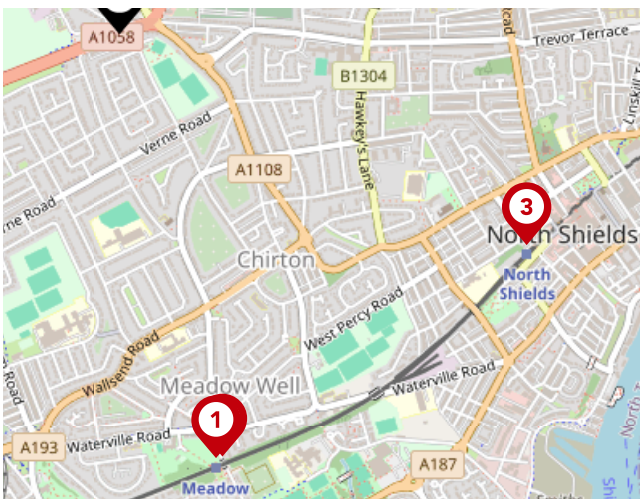 A1058
Trevor Terrace
B1304
Verne Road
Hawkey's Lane
A1108
rne Road
3
North Shields
Chirton
North
Shields
West Percy Road
Wallsend Road
Meadow Well
Waterville Road
1
Waterville Road
A193
A187
Meadow